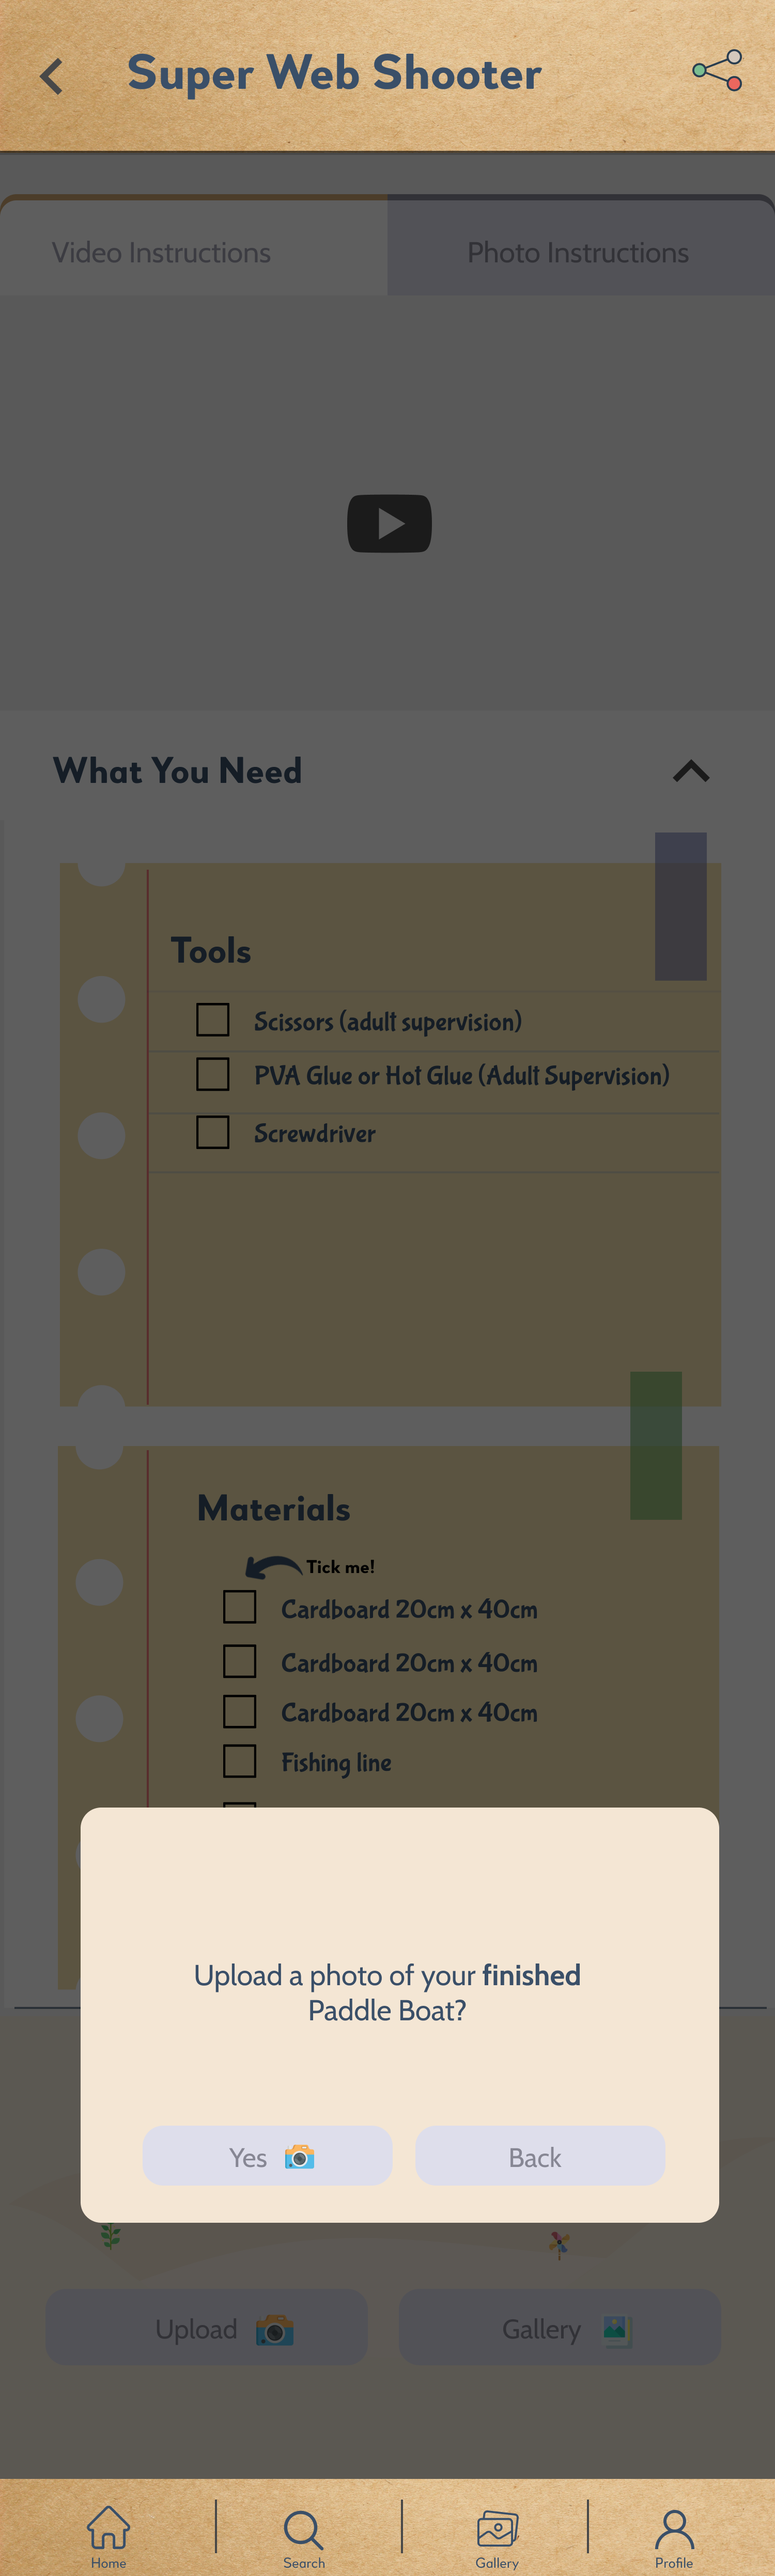 Super Web Shooter
Video Instructions
Photo Instructions
What You Need
Tools
Scissors (adult supervision)
PVA Glue or Hot Glue (Adult Supervision)
Screwdriver
Materials
Tick me!
Cardboard 20cm x 40cm
Cardboard 20cm x 40cm
Cardboard 20cm x 40cm
Fishing line
Upload a photo of your finished
Paddle Boat?
Yes
Back
Upload
Gallery
Home
Search
Gallery
Profile